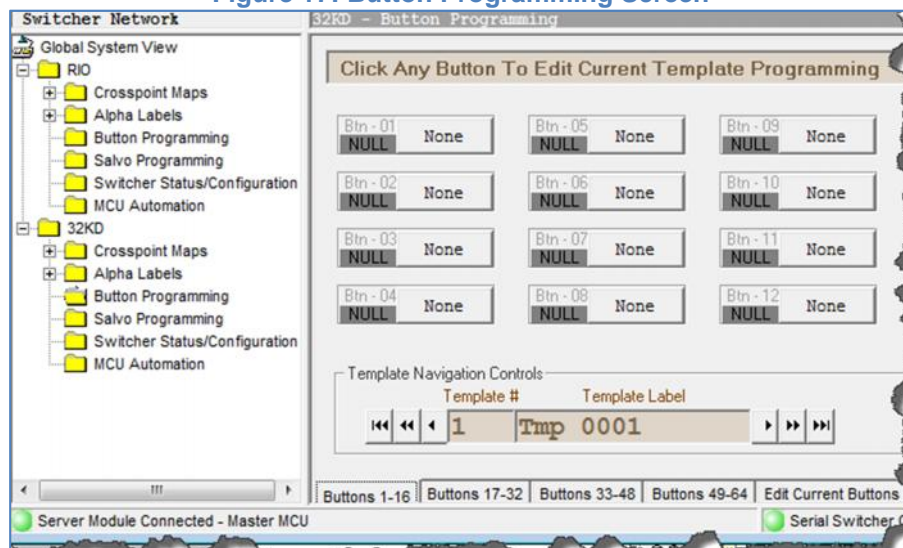 Switcher Network
32KD - Button Programming
Global System View
RIO
Crosspoint Maps
Alpha Labels
Button Programming
Salvo Programming
Switcher Status/Configuration
MCU Automation
32KD
Crosspoint Maps
Alpha Labels
Button Programming
Salvo Programming
Switcher Status/Configuration
MCU Automation
Click Any Button To Edit Current Template Programming
Btn - 01 NULL None
Btn - 05 NULL None
Btn - 09 NULL None
Btn - 02 NULL None
Btn - 06 NULL None
Btn - 10 NULL None
Btn - 03 NULL None
Btn - 07 NULL None
Btn - 11 NULL None
Btn - 04 NULL None
Btn - 08 NULL None
Btn - 12 NULL None
Template Navigation Controls
Template # Template Label
1 Tmp 0001
Buttons 1-16 Buttons 17-32 Buttons 33-48 Buttons 49-64 Edit Current Buttons
Server Module Connected - Master MCU
Serial Switcher